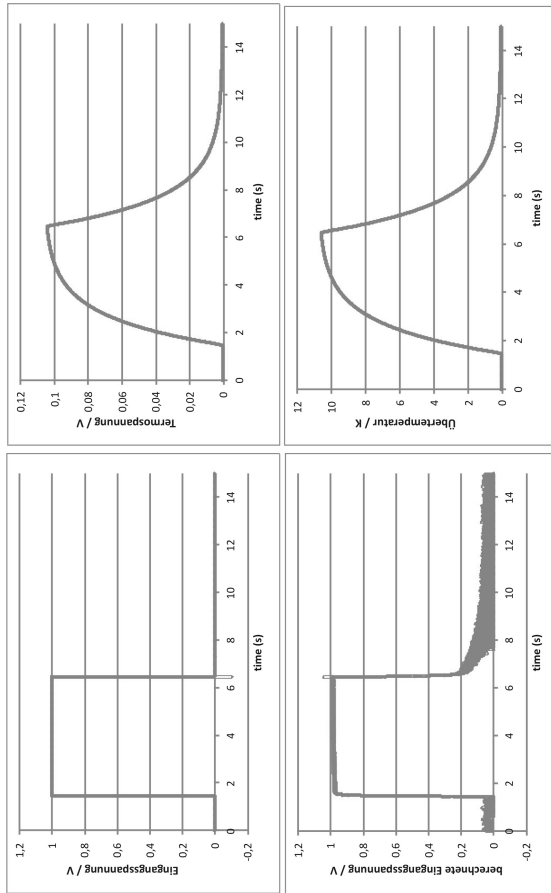 Eingangsspannung / V
1,2
1
0,8
0,6
0,4
0,2
0
-0,2
0 2 4 6 8 10 12 14
time (s)
Termospannung / V
0,12
0,1
0,08
0,06
0,04
0,02
0
0 2 4 6 8 10 12 14
time (s)
berechnete Eingangsspannung / V
1,2
1
0,8
0,6
0,4
0,2
0
-0,2
0 2 4 6 8 10 12 14
time (s)
Übertemperatur / K
12
10
8
6
4
2
0
0 2 4 6 8 10 12 14
time (s)